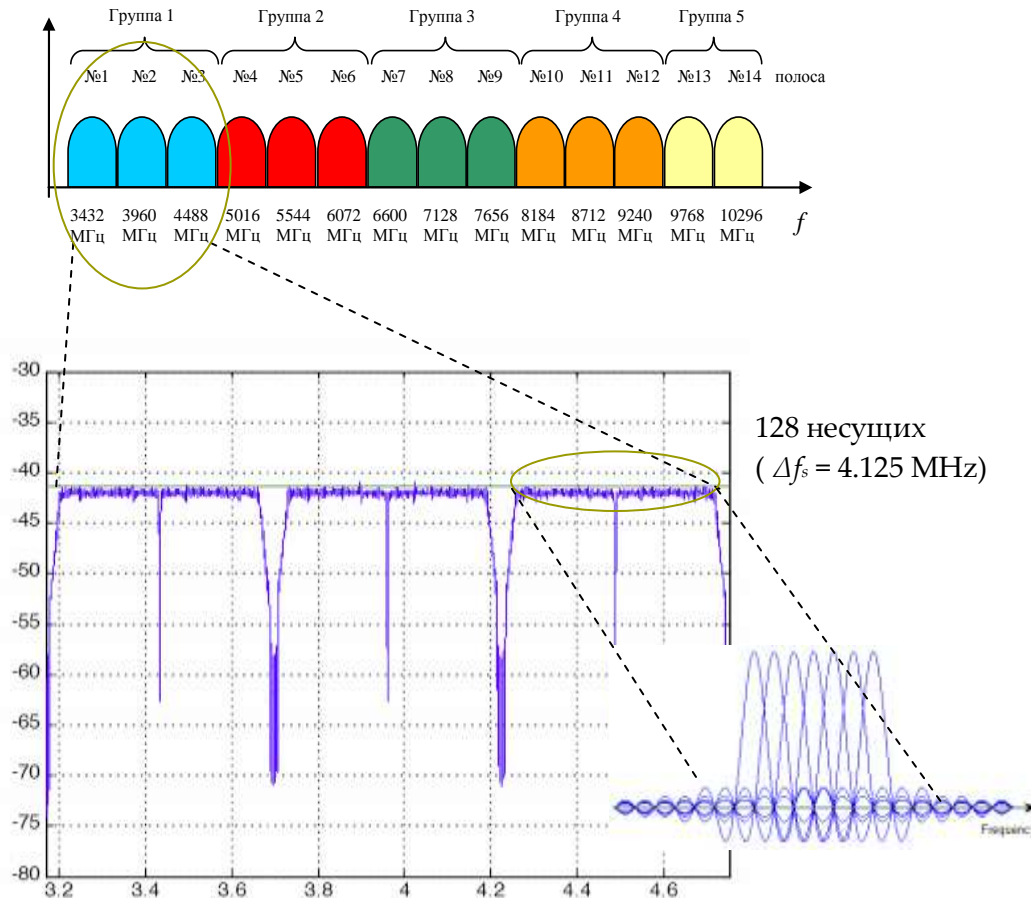 Группа 1 Группа 2 Группа 3 Группа 4 Группа 5
№1 №2 №3 №4 №5 №6 №7 №8 №9 №10 №11 №12 №13 №14 полоса
3432 3960 4488 5016 5544 6072 6600 7128 7656 8184 8712 9240 9768 10296 f
МГц МГц МГц МГц МГц МГц МГц МГц МГц МГц МГц МГц МГц МГц
-30
-35
-40
-45
-50
-55
-60
-65
-70
-75
-80
3.2 3.4 3.6 3.8 4 4.2 4.4 4.6
128 несущих
( Δfs = 4.125 MHz)
Frequenc